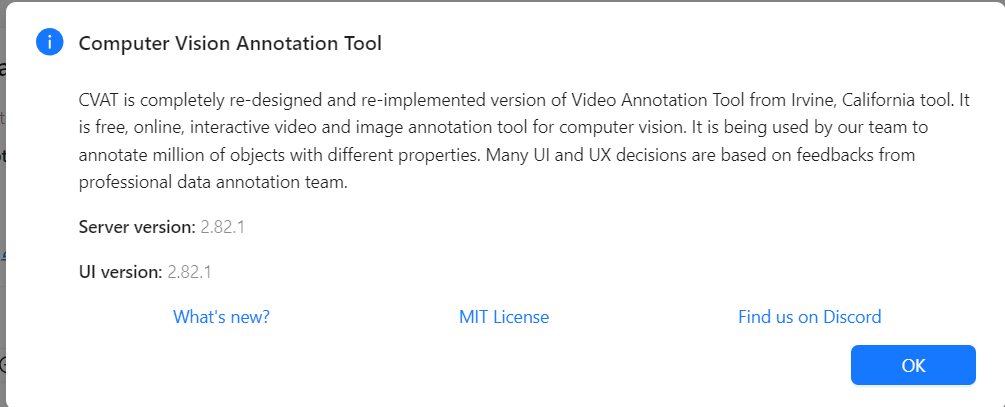 Computer Vision Annotation Tool
CVAT is completely re-designed and re-implemented version of Video Annotation Tool from Irvine, California tool. It
is free, online, interactive video and image annotation tool for computer vision. It is being used by our team to
annotate million of objects with different properties. Many UI and UX decisions are based on feedbacks from
professional data annotation team.
Server version: 2.82.1
UI version: 2.82.1
What's new?
MIT License
Find us on Discord
OK